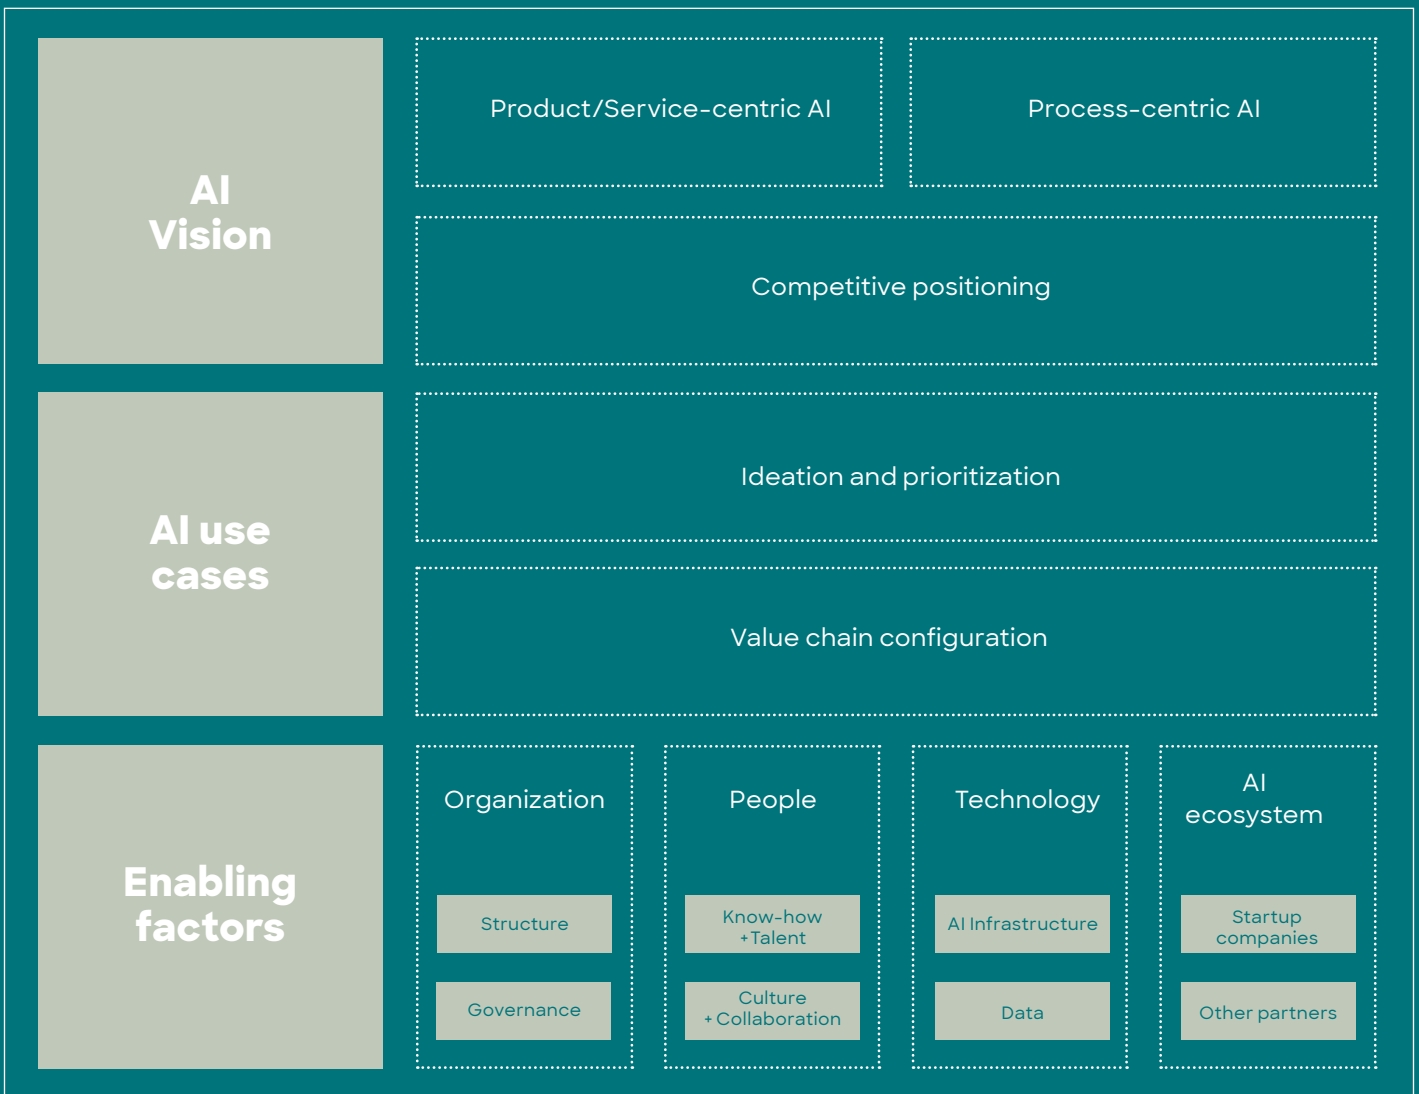 AI
Vision
Product/Service-centric AI
Process-centric AI
Competitive positioning
AI use
cases
Ideation and prioritization
Value chain configuration
Enabling
factors
Organization
Structure
Governance
People
Know-how
+Talent
Culture
+ Collaboration
Technology
AI Infrastructure
Data
AI
ecosystem
Startup
companies
Other partners